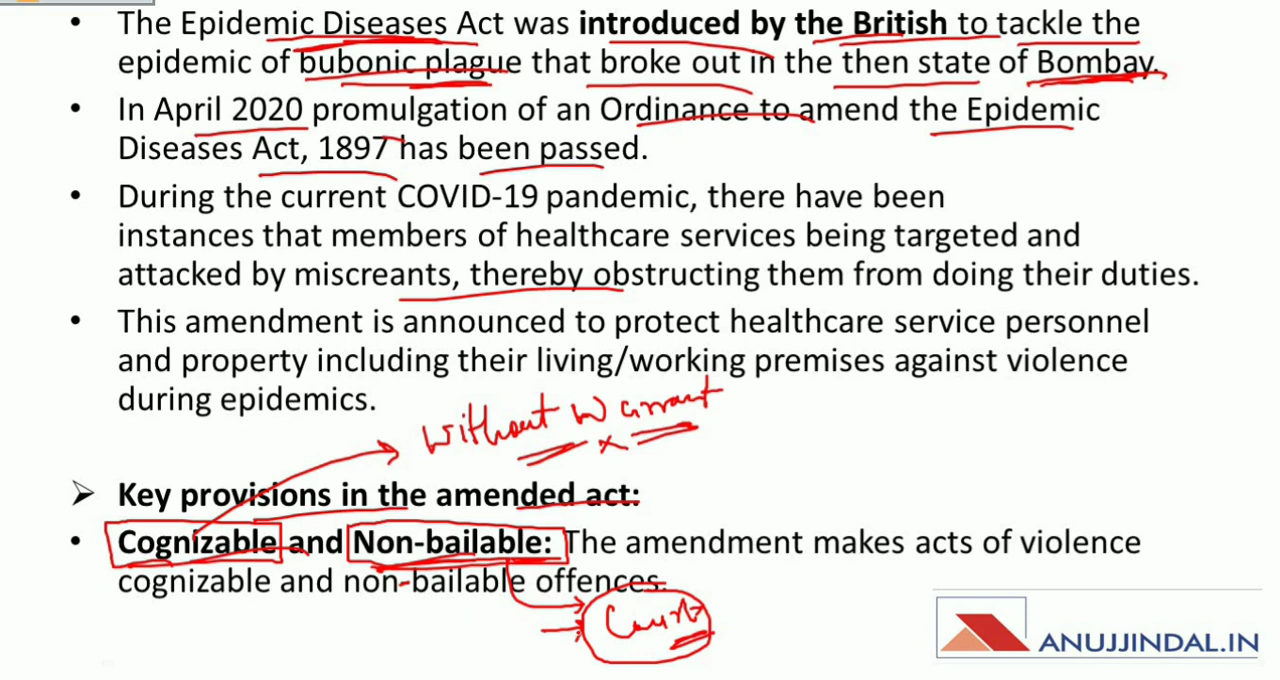 • The Epidemic Diseases Act was introduced by the British to tackle the
epidemic of bubonic plague that broke out in the then state of Bombay.
• In April 2020 promulgation of an Ordinance to amend the Epidemic
Diseases Act, 1897 has been passed.
• During the current COVID-19 pandemic, there have been
instances that members of healthcare services being targeted and
attacked by miscreants, thereby obstructing them from doing their duties.
• This amendment is announced to protect healthcare service personnel
and property including their living/working premises against violence
during epidemics.
without warrant
➢ Key provisions in the amended act:
• Cognizable and Non-bailable: The amendment makes acts of violence
cognizable and non-bailable offences.
Court
ANUJJINDAL.IN